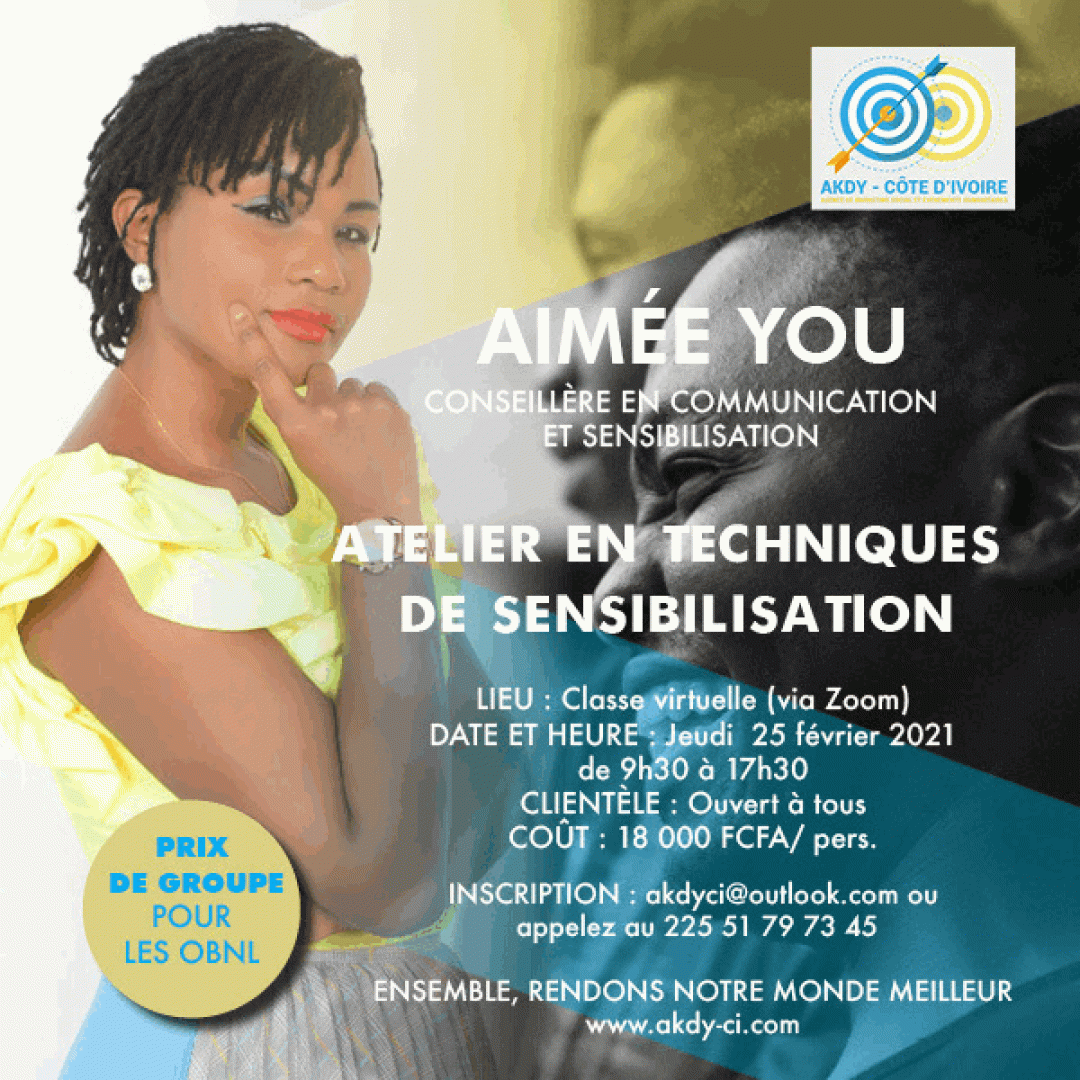 AKDY - CÔTE D'IVOIRE
AIMÉE YOU
CONSEILLÈRE EN COMMUNICATION
ET SENSIBILISATION
ATELIER EN TECHNIQUES
DE SENSIBILISATION
LIEU : Classe virtuelle (via Zoom)
DATE ET HEURE : Jeudi 25 février 2021
de 9h30 à 17h30
CLIENTÈLE : Ouvert à tous
COÛT : 18 000 FCFA/ pers.
PRIX
DE GROUPE
POUR
LES OBNL
INSCRIPTION : akdyci@outlook.com ou
appelez au 225 51 79 73 45
ENSEMBLE, RENDONS NOTRE MONDE MEILLEUR
www.akdy-ci.com